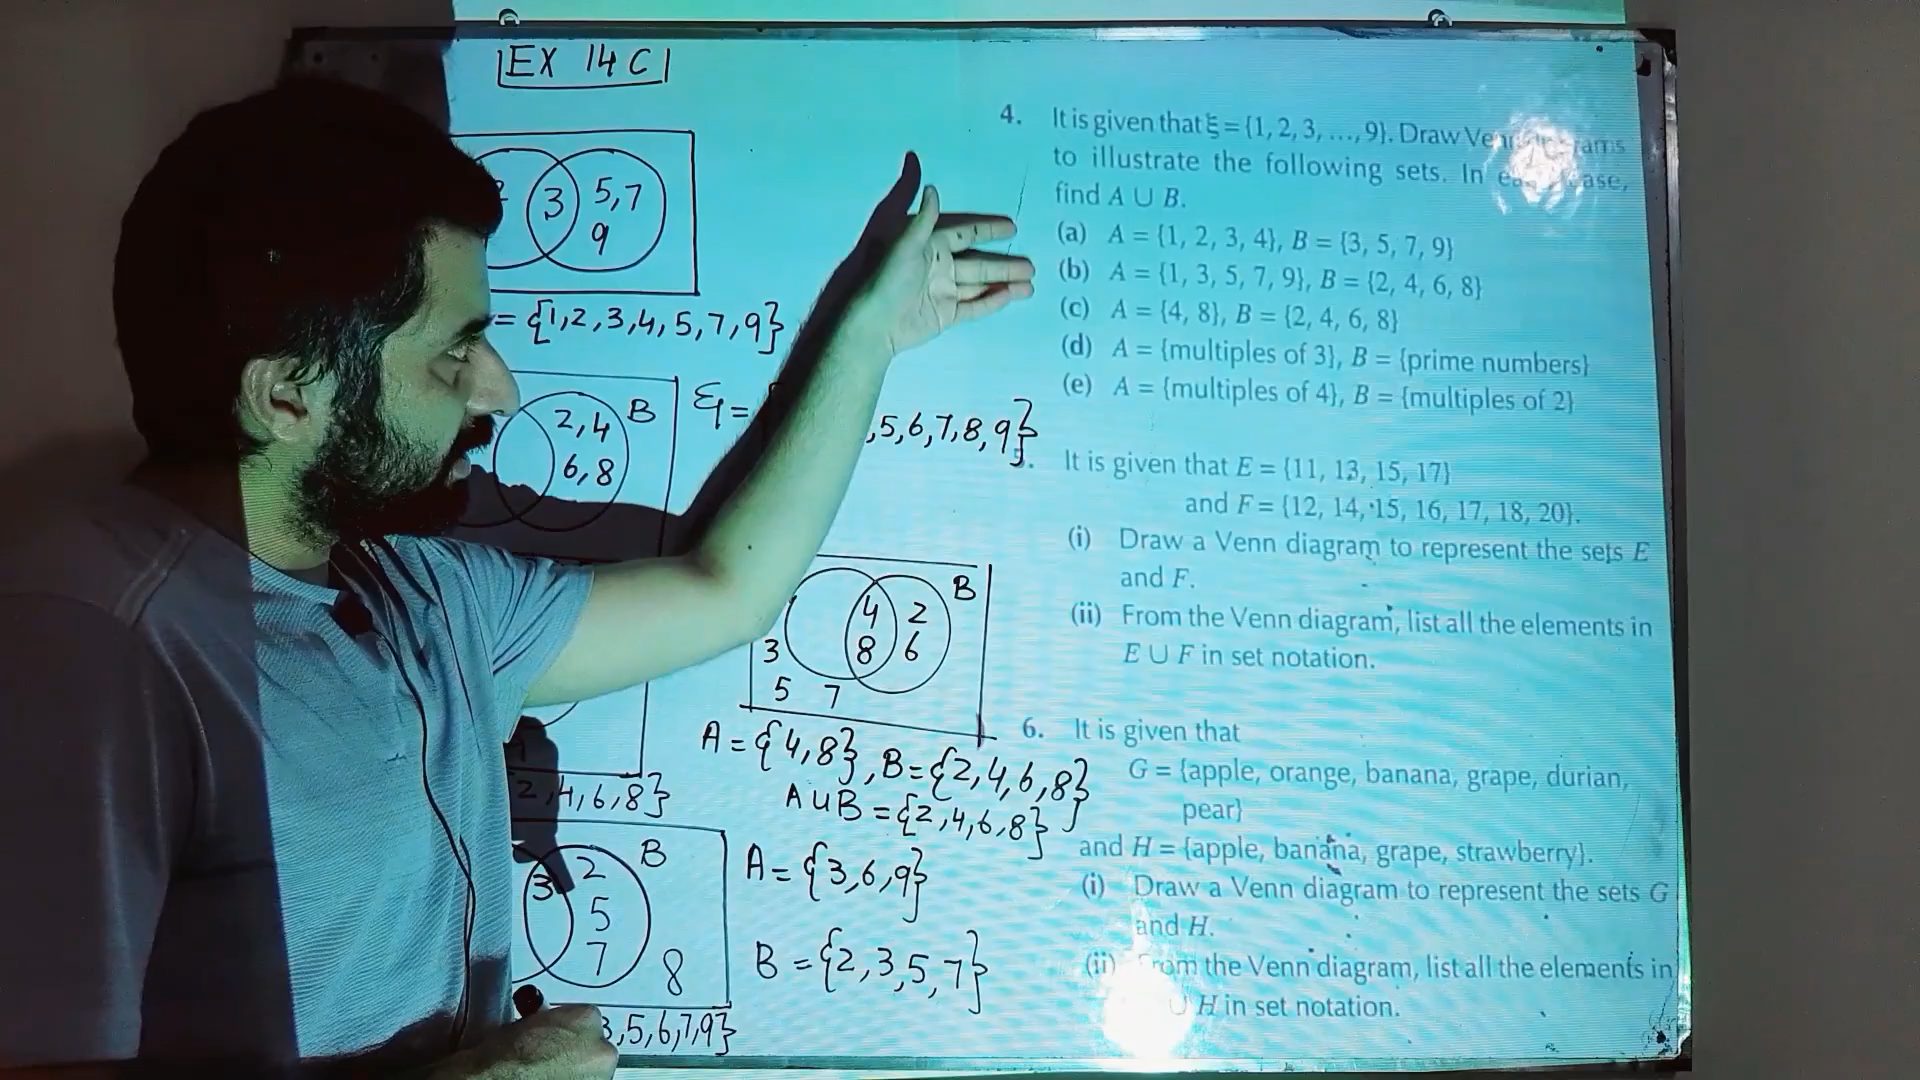 EX 14 C
3 5,7
9
= {1,2,3,4,5,7,9}
2,4 B
6,8
ξ =
,5,6,7,8,9}
B
4 2
3 8 6
5 7
A = {4,8}, B = {2,4,6,8}
A ∪ B = {2,4,6,8}
2,4,6,8}
B
2
3
5
7 8
A = {3,6,9}
B = {2,3,5,7}
3,5,6,7,9}
4. It is given that ξ = {1, 2, 3, ..., 9}. Draw
to illustrate the following sets. In
find A ∪ B.
(a) A = {1, 2, 3, 4}, B = {3, 5, 7, 9}
(b) A = {1, 3, 5, 7, 9}, B = {2, 4, 6, 8}
(c) A = {4, 8}, B = {2, 4, 6, 8}
(d) A = {multiples of 3}, B = {prime numbers}
(e) A = {multiples of 4}, B = {multiples of 2}
It is given that E = {11, 13, 15, 17}
and F = {12, 14, 15, 16, 17, 18, 20}.
(i) Draw a Venn diagram to represent the sets E
and F.
(ii) From the Venn diagram, list all the elements in
E ∪ F in set notation.
6. It is given that
G = {apple, orange, banana, grape, durian,
pear}
and H = {apple, banana, grape, strawberry}.
(i) Draw a Venn diagram to represent the sets G
and H.
(ii) From the Venn diagram, list all the elements in
∪ H in set notation.